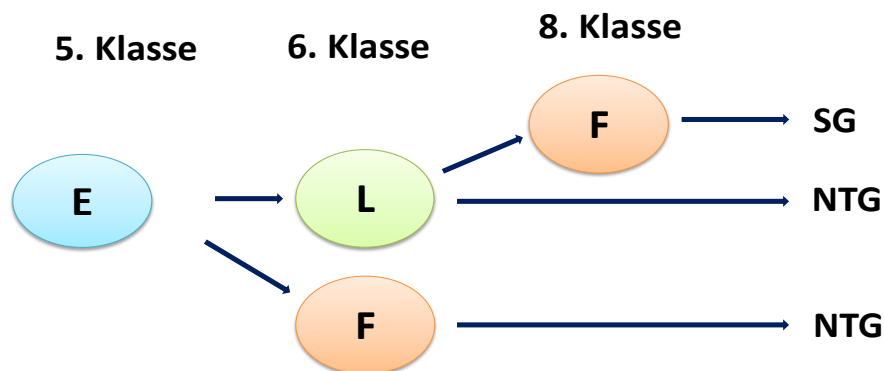 5. Klasse 6. Klasse 8. Klasse
F SG
E L NTG
F NTG